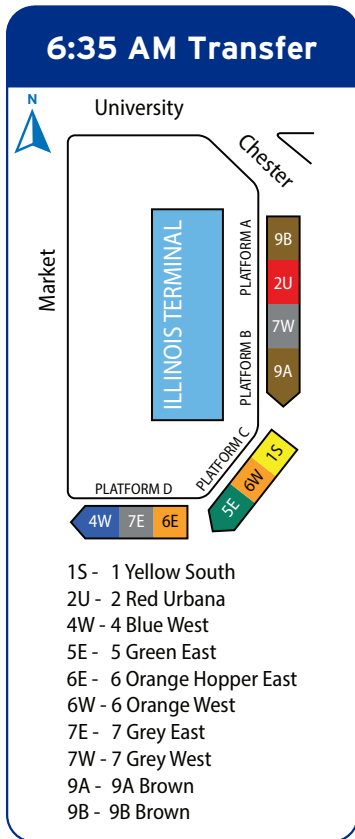 6:35 AM Transfer
N
University
Chester
Market
ILLINOIS TERMINAL
PLATFORM A
PLATFORM B
9B
2U
7W
9A
PLATFORM C
1S
6W
5E
PLATFORM D
4W 7E 6E
1S - 1 Yellow South
2U - 2 Red Urbana
4W - 4 Blue West
5E - 5 Green East
6E - 6 Orange Hopper East
6W - 6 Orange West
7E - 7 Grey East
7W - 7 Grey West
9A - 9A Brown
9B - 9B Brown